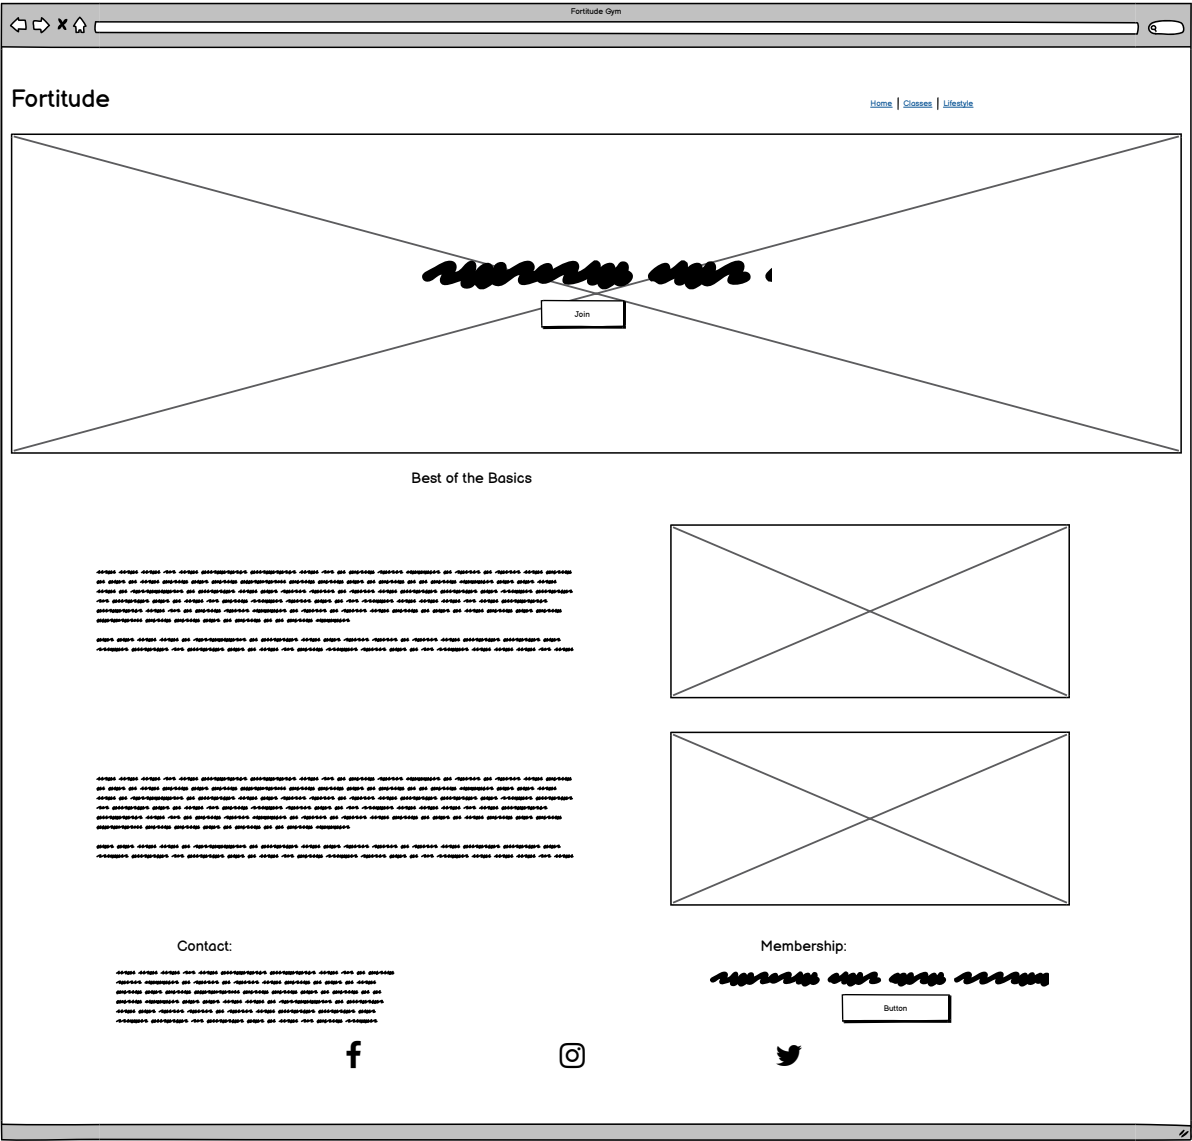 Fortitude Gym
Fortitude
Home | Classes | Lifestyle
Join
Best of the Basics
Contact:
Membership:
Button